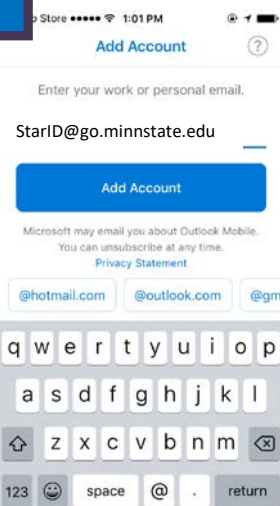 Store ●●●●● 1:01 PM
Add Account ?
Enter your work or personal email.
StarID@go.minnstate.edu
Add Account
Microsoft may email you about Outlook Mobile.
You can unsubscribe at any time.
Privacy Statement
@hotmail.com @outlook.com @gm
q w e r t y u i o p
a s d f g h j k l
z x c v b n m
123 space @ . return